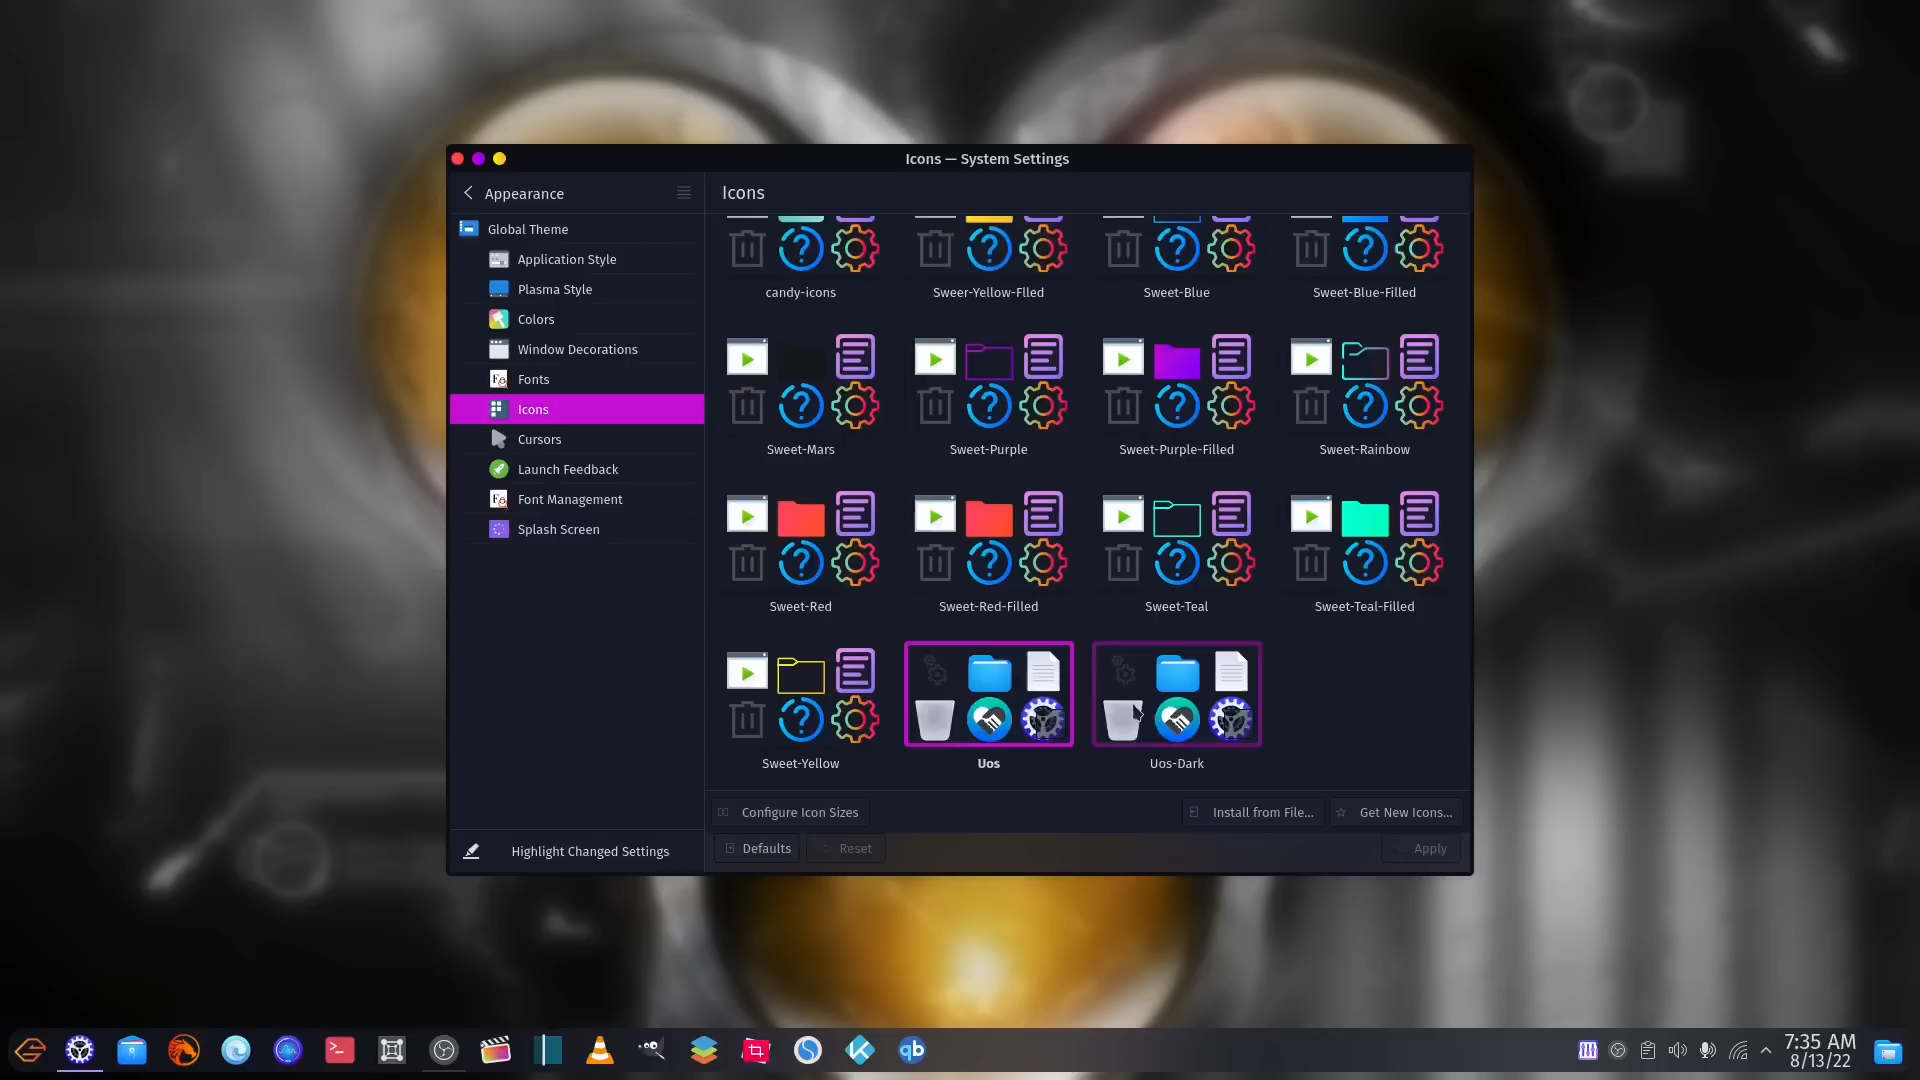 Icons — System Settings
Appearance
Icons
Global Theme
Application Style
Plasma Style
Colors
Window Decorations
Fonts
Icons
Cursors
Launch Feedback
Font Management
Splash Screen
candy-icons
Sweer-Yellow-Flled
Sweet-Blue
Sweet-Blue-Filled
Sweet-Mars
Sweet-Purple
Sweet-Purple-Filled
Sweet-Rainbow
Sweet-Red
Sweet-Red-Filled
Sweet-Teal
Sweet-Teal-Filled
Sweet-Yellow
Uos
Uos-Dark
Configure Icon Sizes
Install from File...
Get New Icons...
Highlight Changed Settings
Defaults
Reset
Apply
qb
7:35 AM
8/13/22